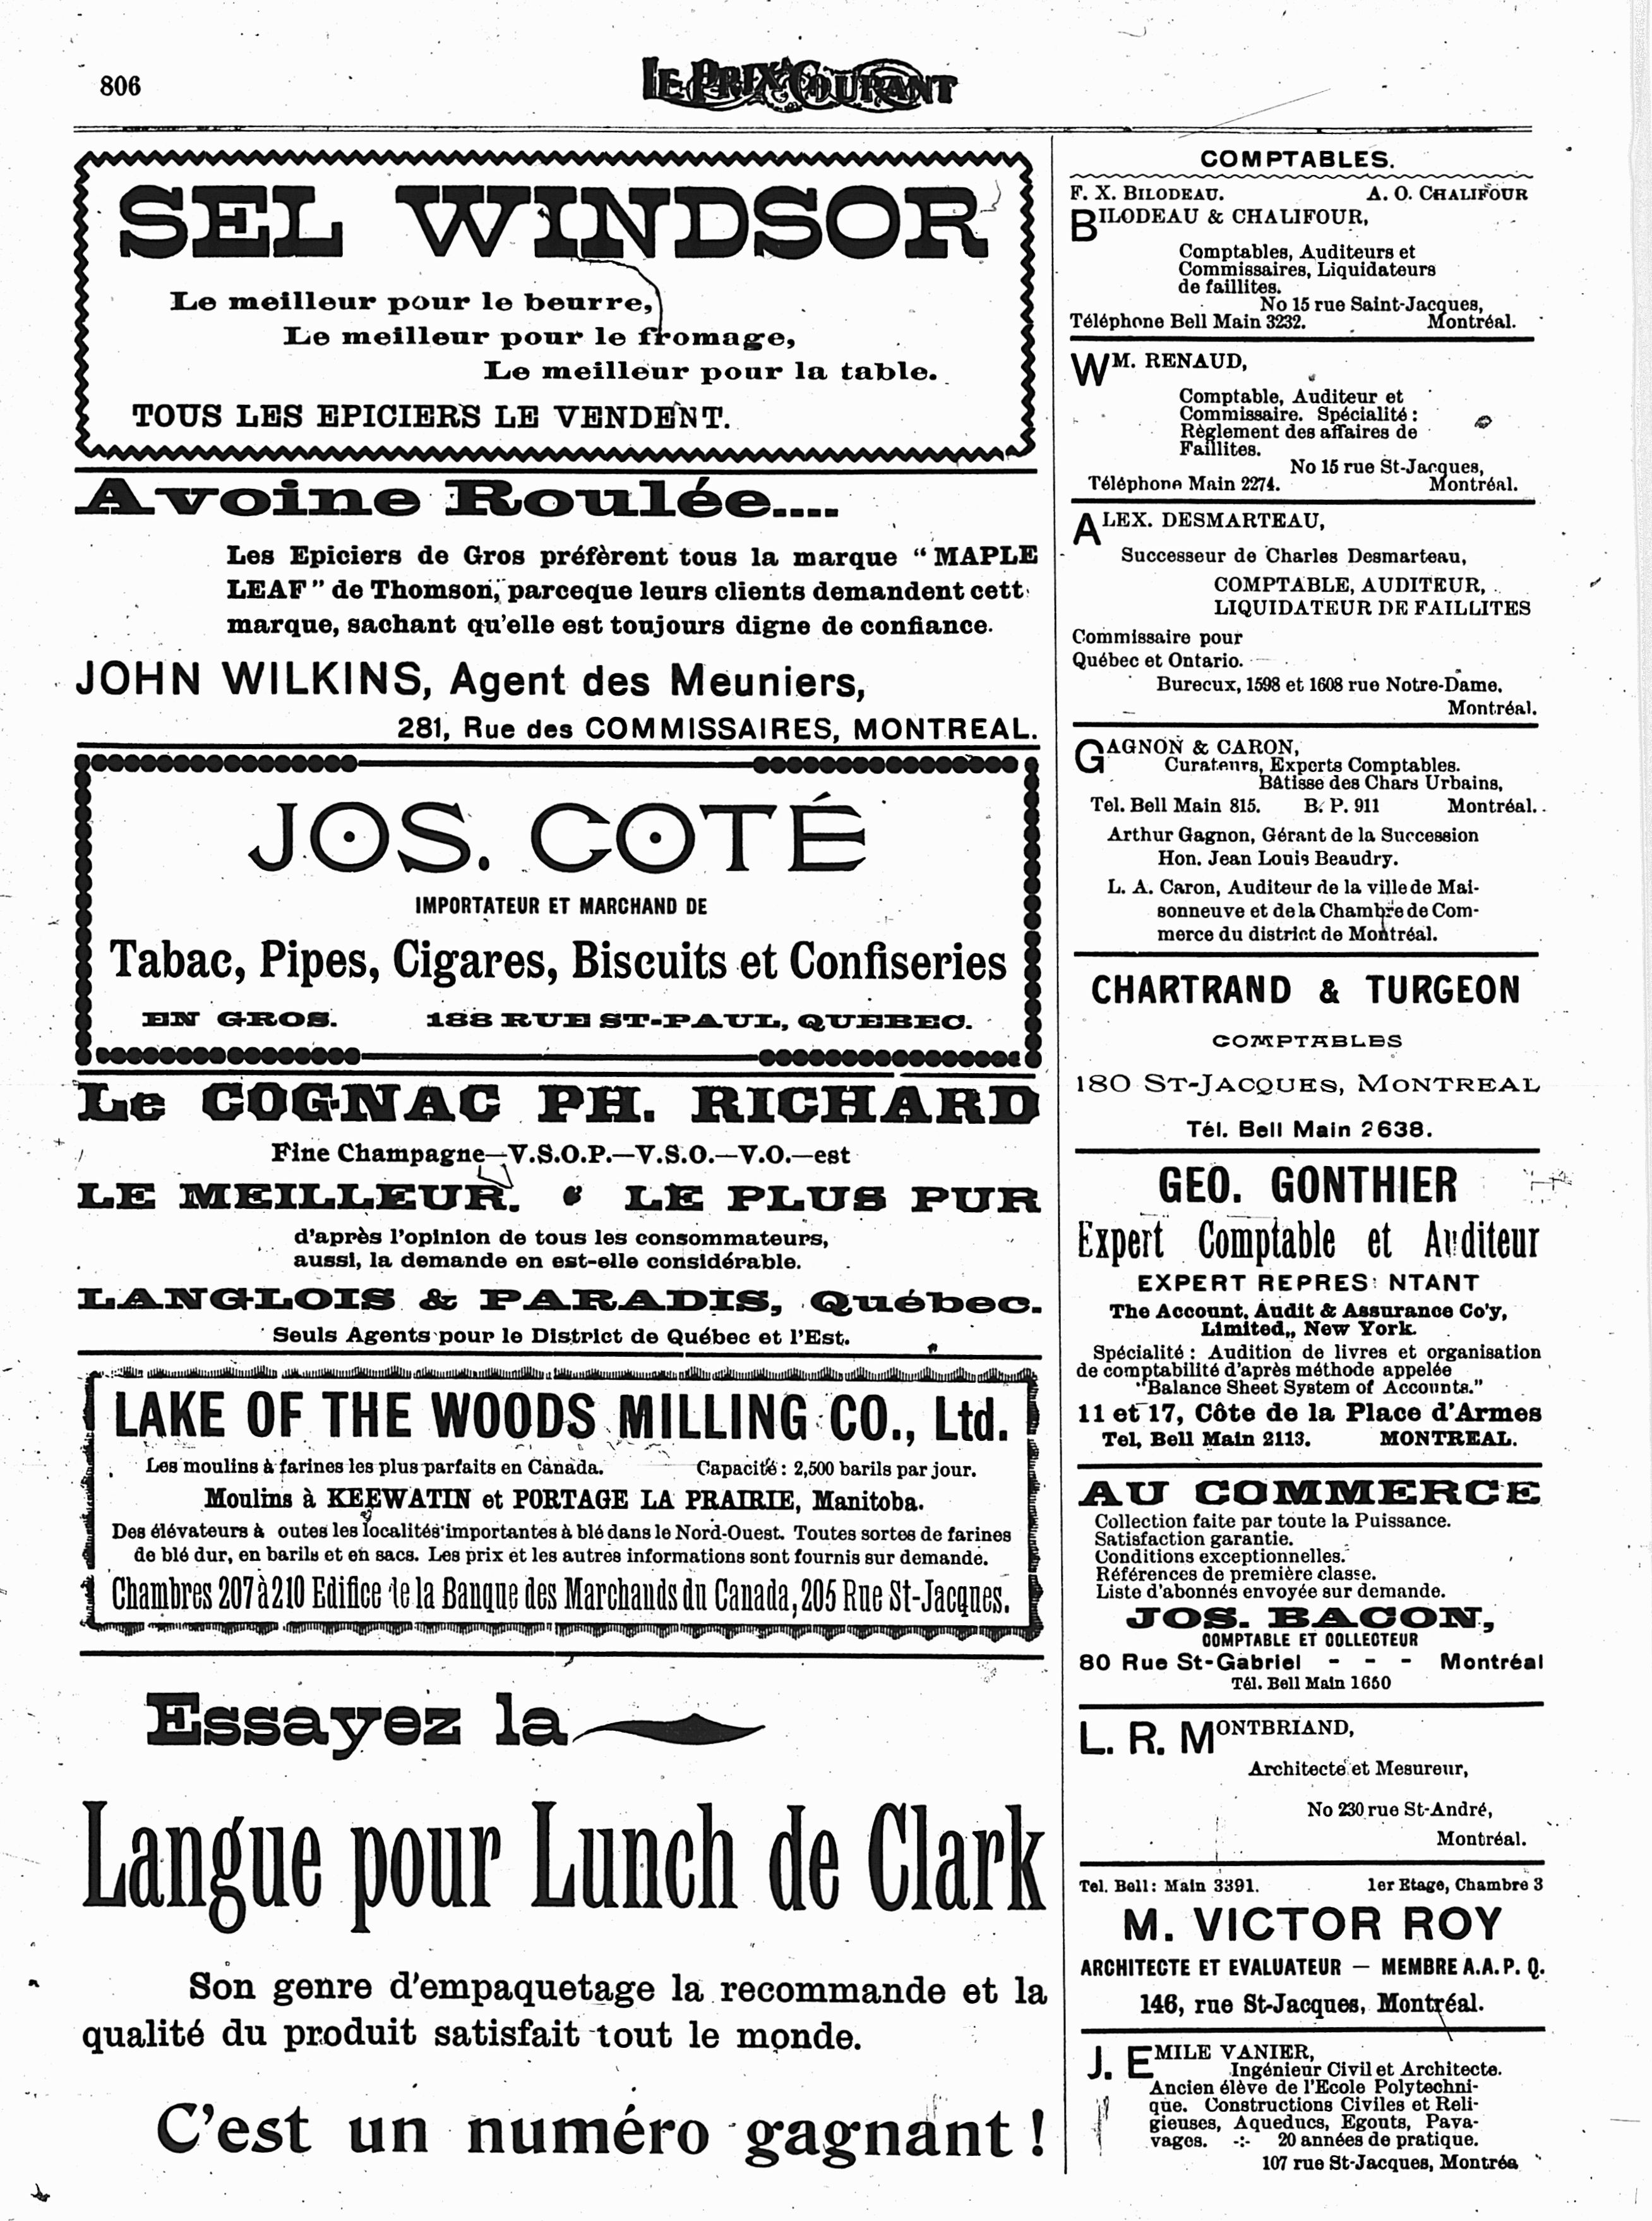 806
LE PRIX COURANT
SEL WINDSOR
Le meilleur pour le beurre,
Le meilleur pour le fromage,
Le meilleur pour la table.
TOUS LES EPICIERS LE VENDENT.
Avoine Roulée....
Les Epiciers de Gros préfèrent tous la marque “MAPLE
LEAF” de Thomson, parceque leurs clients demandent cett
marque, sachant qu'elle est toujours digne de confiance.
JOHN WILKINS, Agent des Meuniers,
281, Rue des COMMISSAIRES, MONTREAL.
JOS. COTÉ
IMPORTATEUR ET MARCHAND DE
Tabac, Pipes, Cigares, Biscuits et Confiseries
EN GROS. 188 RUE ST-PAUL, QUEBEC.
Le COGNAC PH. RICHARD
Fine Champagne—V.S.O.P.—V.S.O.—V.O.—est
LE MEILLEUR. LE PLUS PUR
d'après l'opinion de tous les consommateurs,
aussi, la demande en est-elle considérable.
LANGLOIS & PARADIS, Québec.
Seuls Agents pour le District de Québec et l'Est.
LAKE OF THE WOODS MILLING CO., Ltd.
Les moulins à farines les plus parfaits en Canada. Capacité : 2,500 barils par jour.
Moulins à KEEWATIN et PORTAGE LA PRAIRIE, Manitoba.
Des élévateurs à outes les localités importantes à blé dans le Nord-Ouest. Toutes sortes de farines
de blé dur, en barils et en sacs. Les prix et les autres informations sont fournis sur demande.
Chambres 207 à 210 Edifice de la Banque des Marchands du Canada, 205 Rue St-Jacques.
Essayez la
Langue pour Lunch de Clark
Son genre d'empaquetage la recommande et la
qualité du produit satisfait tout le monde.
C'est un numéro gagnant !
COMPTABLES.
F. X. BILODEAU. A. O. CHALIFOUR
BILODEAU & CHALIFOUR,
Comptables, Auditeurs et
Commissaires, Liquidateurs
de faillites.
No 15 rue Saint-Jacques,
Téléphone Bell Main 3232. Montréal.
WM. RENAUD,
Comptable, Auditeur et
Commissaire. Spécialité :
Règlement des affaires de
Faillites.
No 15 rue St-Jacques,
Téléphone Main 2274. Montréal.
ALEX. DESMARTEAU,
Successeur de Charles Desmarteau,
COMPTABLE, AUDITEUR,
LIQUIDATEUR DE FAILLITES
Commissaire pour
Québec et Ontario.
Burecux, 1598 et 1608 rue Notre-Dame.
Montréal.
GAGNON & CARON,
Curateurs, Experts Comptables.
Bâtisse des Chars Urbains,
Tel. Bell Main 815. B. P. 911 Montréal.
Arthur Gagnon, Gérant de la Succession
Hon. Jean Louis Beaudry.
L. A. Caron, Auditeur de la ville de Mai-
sonneuve et de la Chambre de Com-
merce du district de Montréal.
CHARTRAND & TURGEON
COMPTABLES
180 ST-JACQUES, MONTREAL
Tél. Bell Main 2638.
GEO. GONTHIER
Expert Comptable et Auditeur
EXPERT REPRES NTANT
The Account, Audit & Assurance Co'y,
Limited,, New York.
Spécialité : Audition de livres et organisation
de comptabilité d'après méthode appelée
"Balance Sheet System of Accounts."
11 et 17, Côte de la Place d'Armes
Tel, Bell Main 2113. MONTREAL.
AU COMMERCE
Collection faite par toute la Puissance.
Satisfaction garantie.
Conditions exceptionnelles.
Références de première classe.
Liste d'abonnés envoyée sur demande.
JOS. BACON,
COMPTABLE ET COLLECTEUR
80 Rue St-Gabriel - - - Montréal
Tél. Bell Main 1650
L. R. MONTBRIAND,
Architecte et Mesureur,
No 230 rue St-André,
Montréal.
Tel. Bell : Main 3391. 1er Etage, Chambre 3
M. VICTOR ROY
ARCHITECTE ET EVALUATEUR — MEMBRE A.A.P.Q.
146, rue St-Jacques, Montréal.
J. EMILE VANIER,
Ingénieur Civil et Architecte.
Ancien élève de l'Ecole Polytechni-
que. Constructions Civiles et Reli-
gieuses, Aqueducs, Egouts, Pava-
vages. -:- 20 années de pratique.
107 rue St-Jacques, Montréa